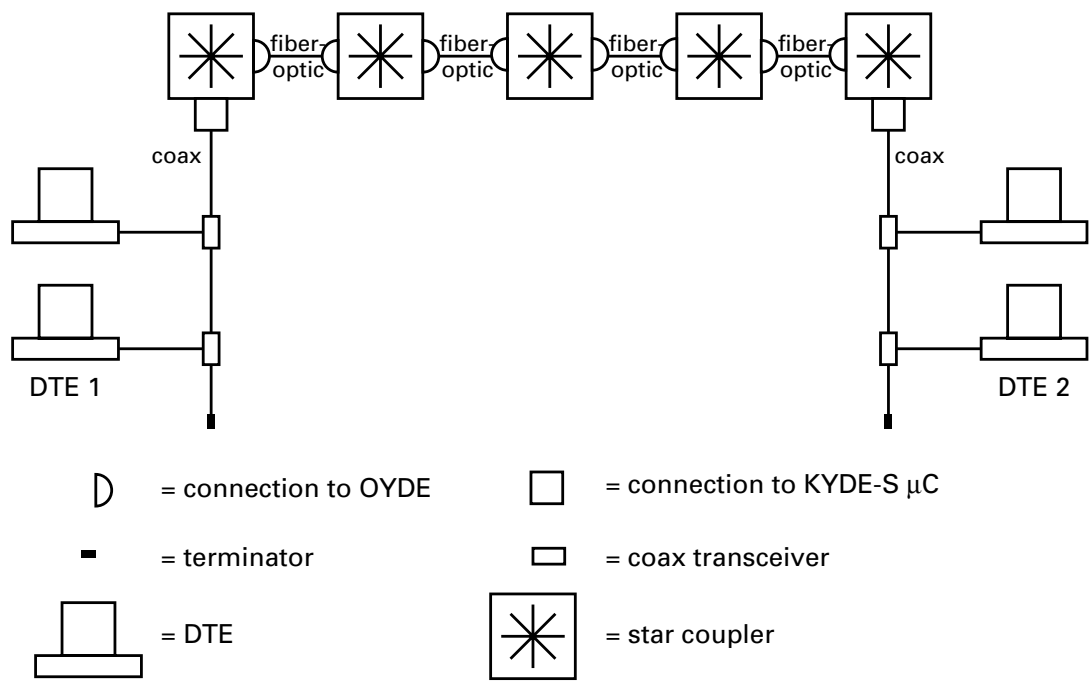 fiber-
optic
fiber-
optic
fiber-
optic
fiber-
optic
coax
coax
DTE 1
DTE 2
= connection to OYDE
= connection to KYDE-S μC
= terminator
= coax transceiver
= DTE
= star coupler